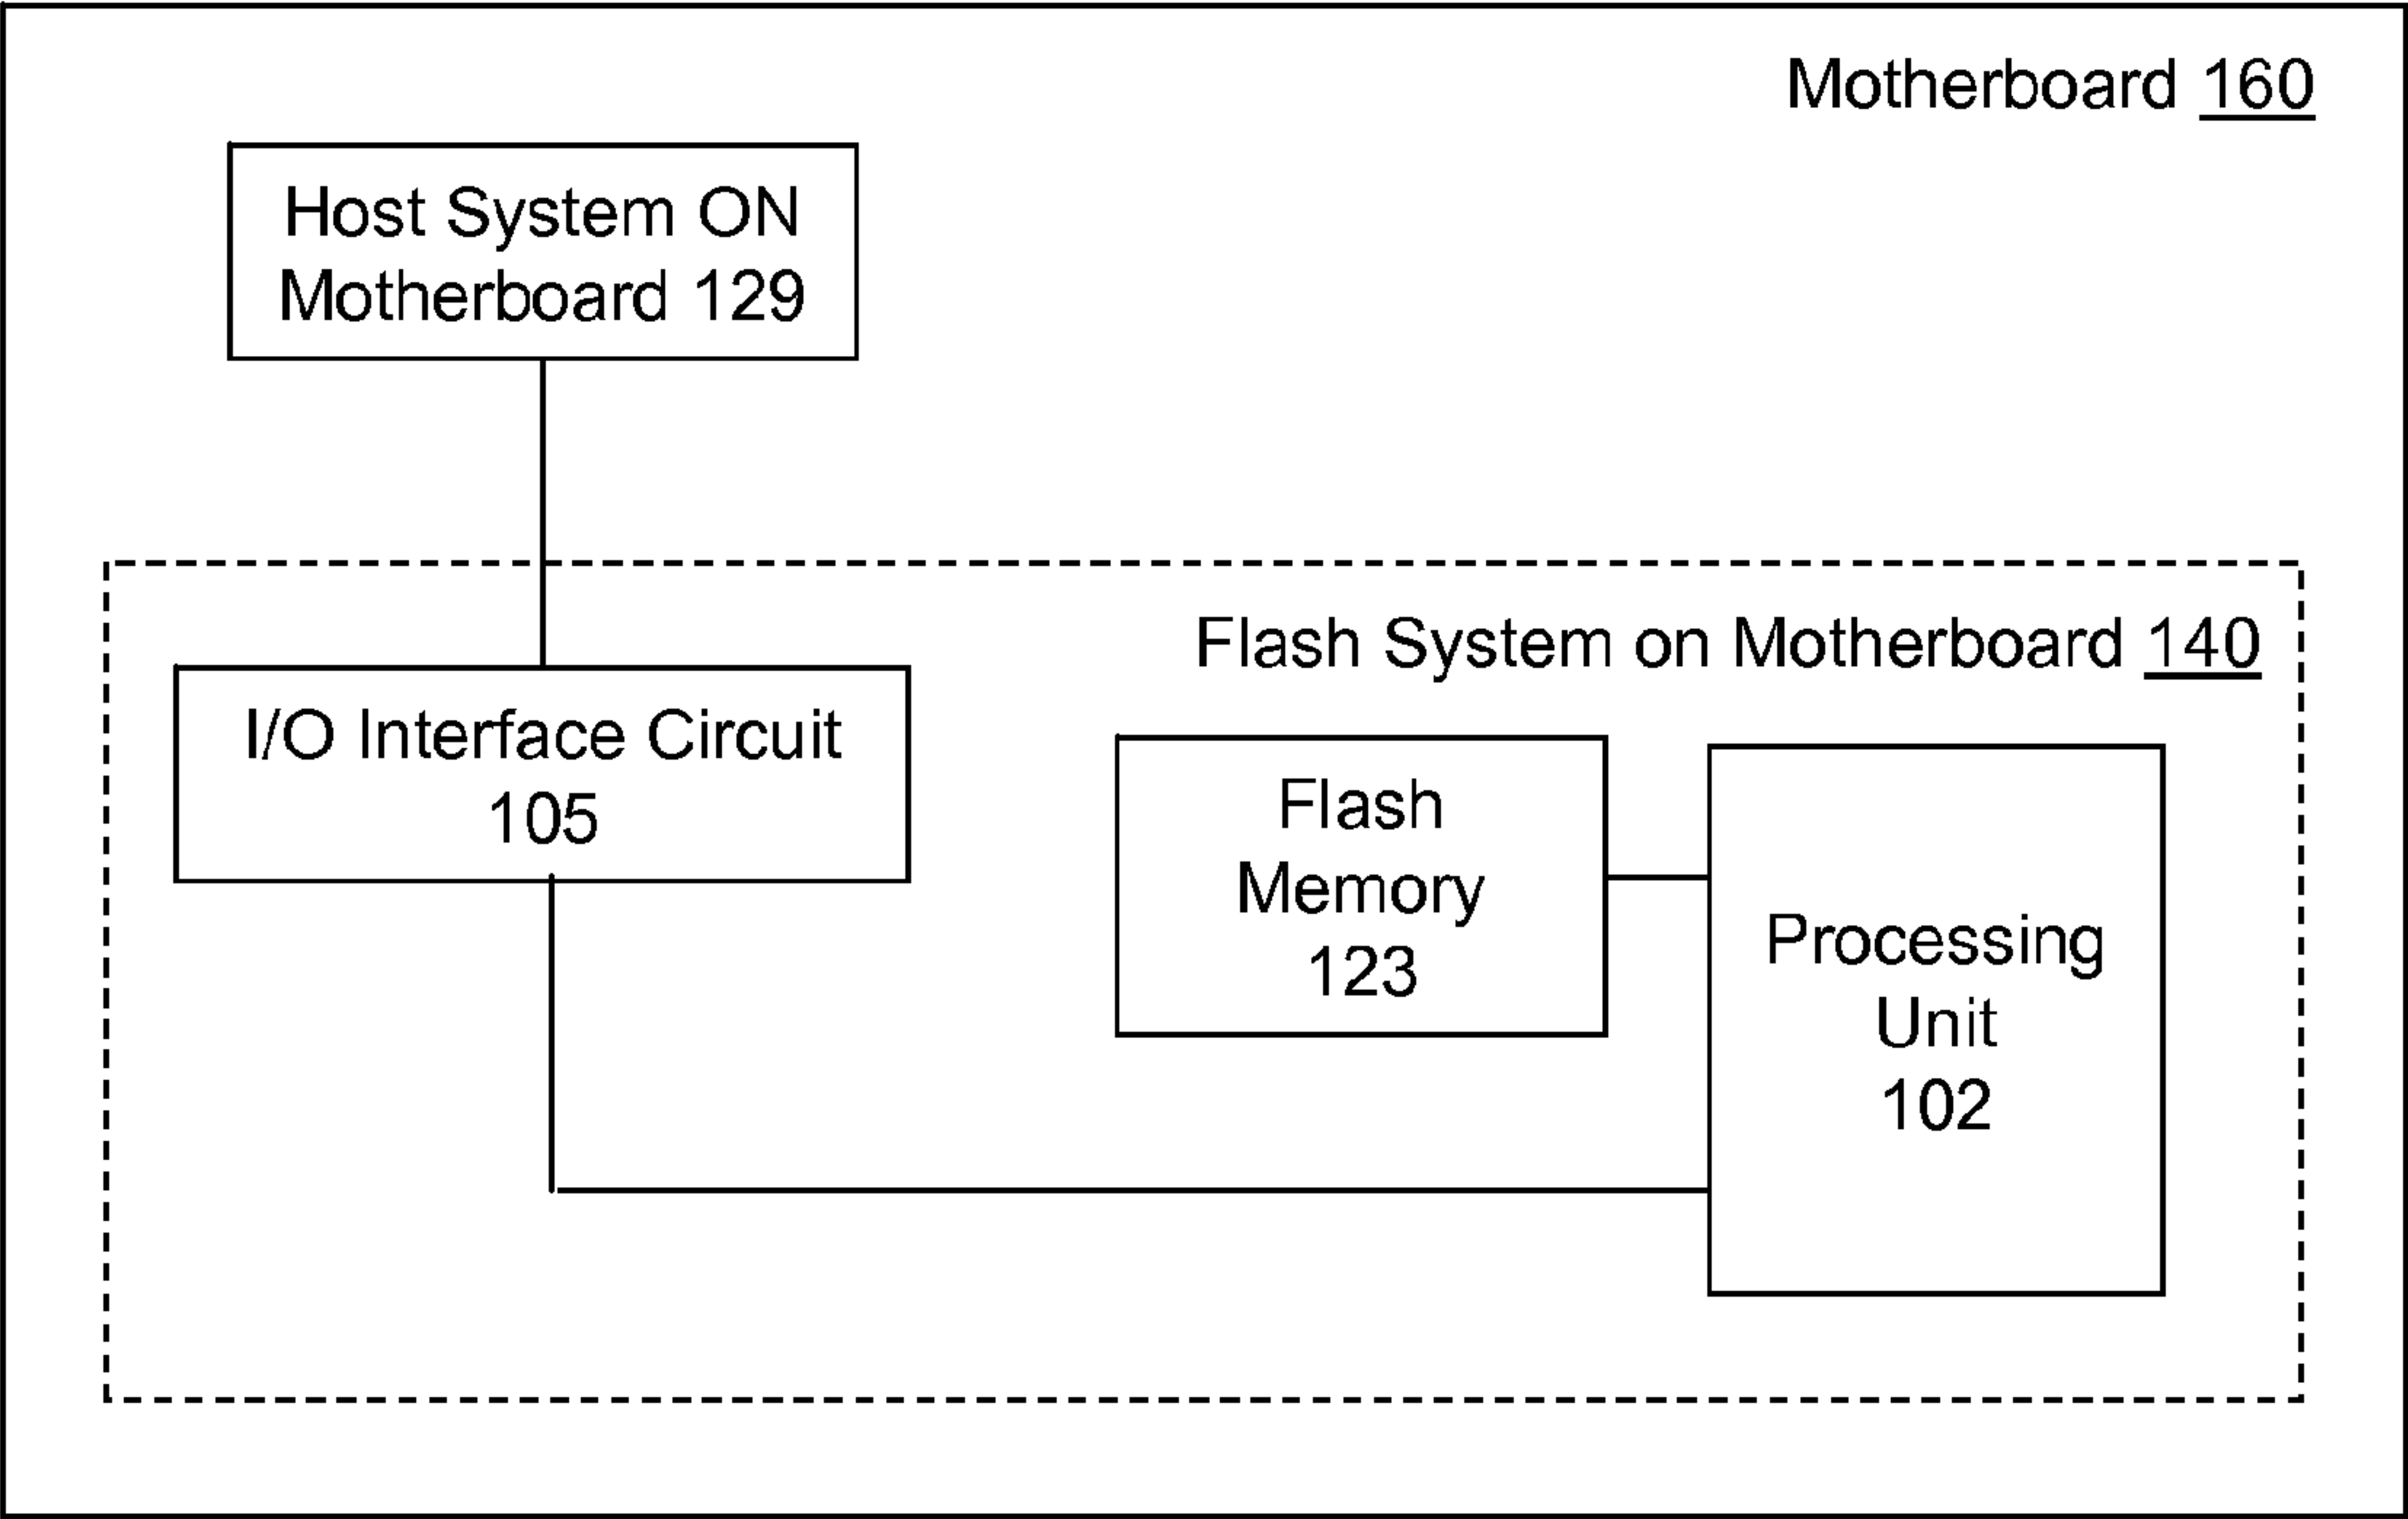 Motherboard 160
Host System ON
Motherboard 129
Flash System on Motherboard 140
I/O Interface Circuit
105
Flash
Memory
123
Processing
Unit
102